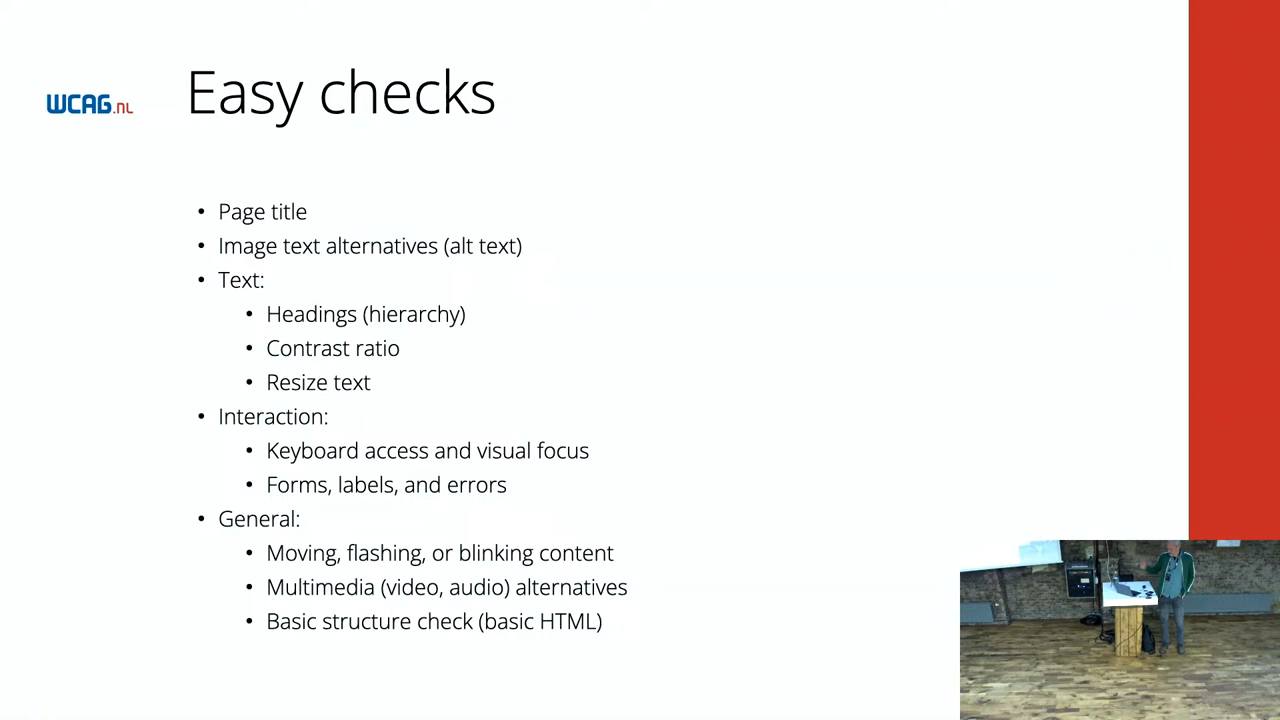 Easy checks
WCAG.nl
• Page title
• Image text alternatives (alt text)
• Text:
• Headings (hierarchy)
• Contrast ratio
• Resize text
• Interaction:
• Keyboard access and visual focus
• Forms, labels, and errors
• General:
• Moving, flashing, or blinking content
• Multimedia (video, audio) alternatives
• Basic structure check (basic HTML)